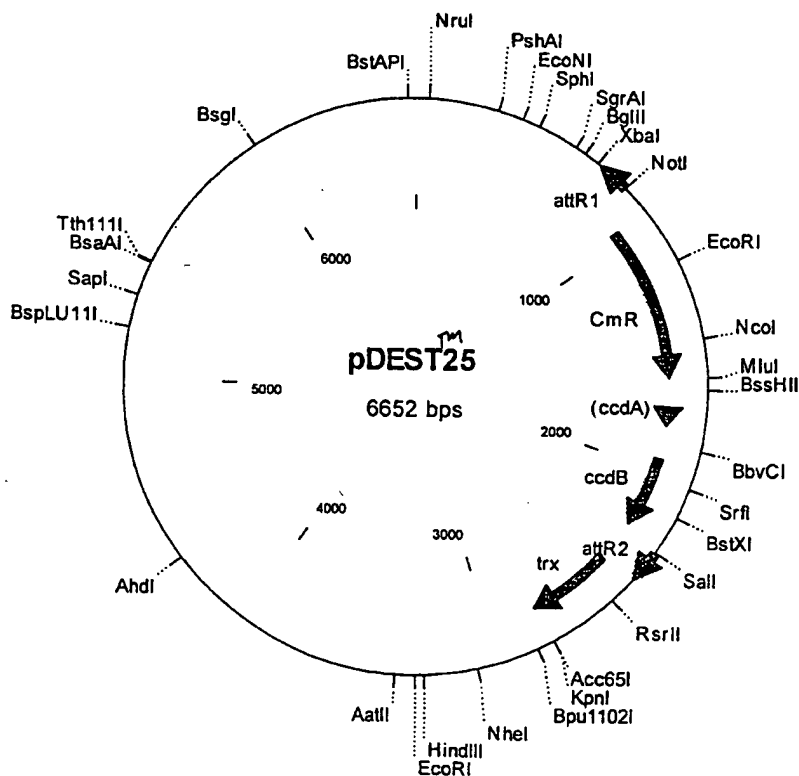 NruI
BstAPI
PshAI
EcoNI
SphI
SgrAI
BglII
XbaI
NotI
BsgI
attR1
Tth111I
BsaAI
SapI
BspLU11I
6000
1000
EcoRI
CmR
NcoI
MluI
BssHII
pDEST™25
6652 bps
5000
(ccdA)
2000
BbvCI
ccdB
SrfI
BstXI
4000
3000
attR2
trx
SalI
AhdI
RsrII
Acc65I
KpnI
Bpu1102I
AatII
NheI
HindIII
EcoRI